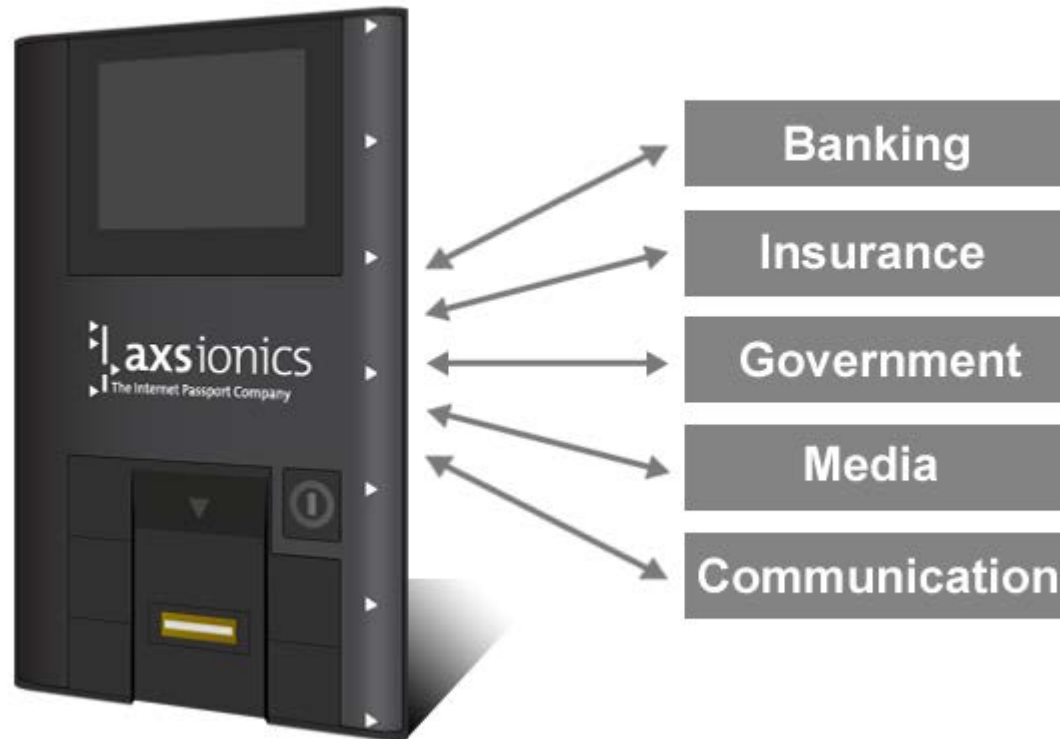 axsionics
The Internet Passport Company
Banking
Insurance
Government
Media
Communication